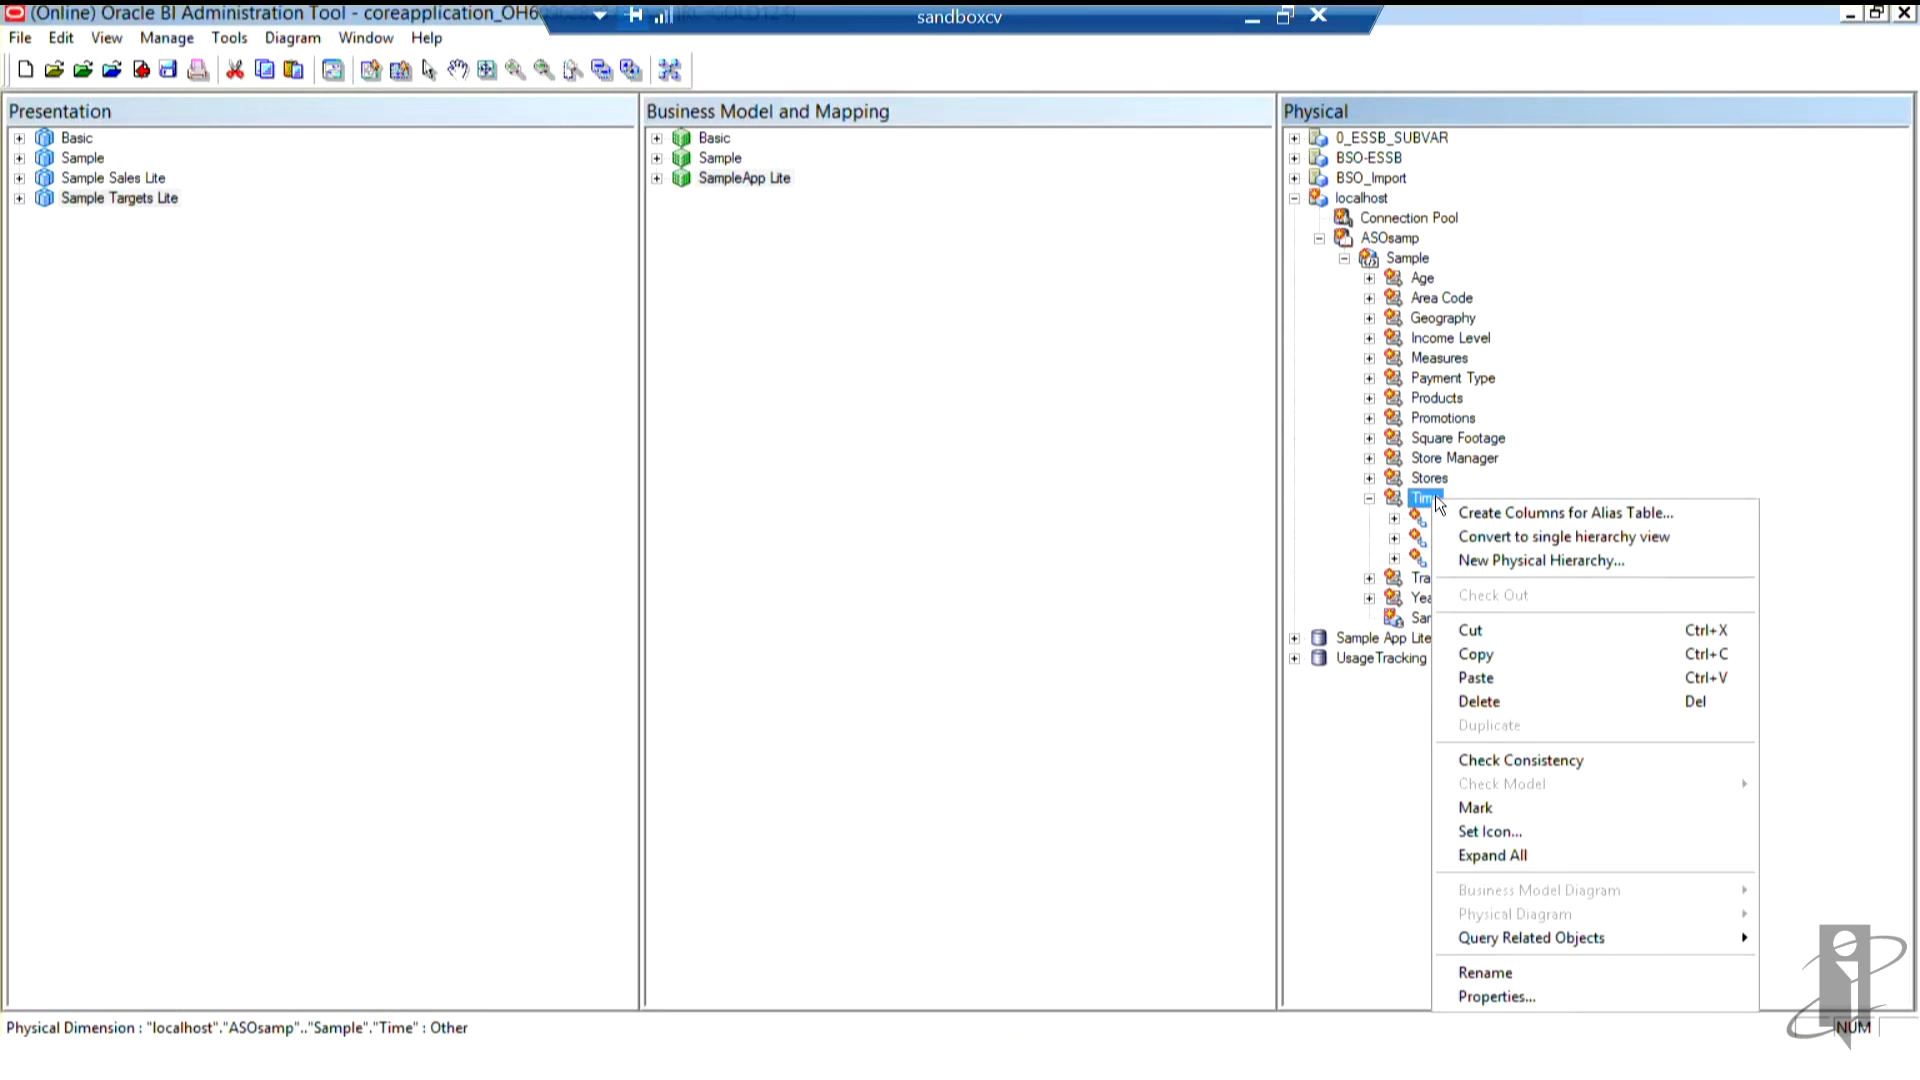 (Online) Oracle BI Administration Tool - coreapplication_OH6
sandboxcv
File Edit View Manage Tools Diagram Window Help
Presentation
Basic
Sample
Sample Sales Lite
Sample Targets Lite
Business Model and Mapping
Basic
Sample
SampleApp Lite
Physical
0_ESSB_SUBVAR
BSO-ESSB
BSO_Import
localhost
Connection Pool
ASOsamp
Sample
Age
Area Code
Geography
Income Level
Measures
Payment Type
Products
Promotions
Square Footage
Store Manager
Stores
Tim
Tra
Yea
Sar
Sample App Lite
UsageTracking
Create Columns for Alias Table...
Convert to single hierarchy view
New Physical Hierarchy...
Check Out
Cut Ctrl+X
Copy Ctrl+C
Paste Ctrl+V
Delete Del
Duplicate
Check Consistency
Check Model
Mark
Set Icon...
Expand All
Business Model Diagram
Physical Diagram
Query Related Objects
Rename
Properties...
Physical Dimension : "localhost"."ASOsamp".."Sample"."Time" : Other
NUM